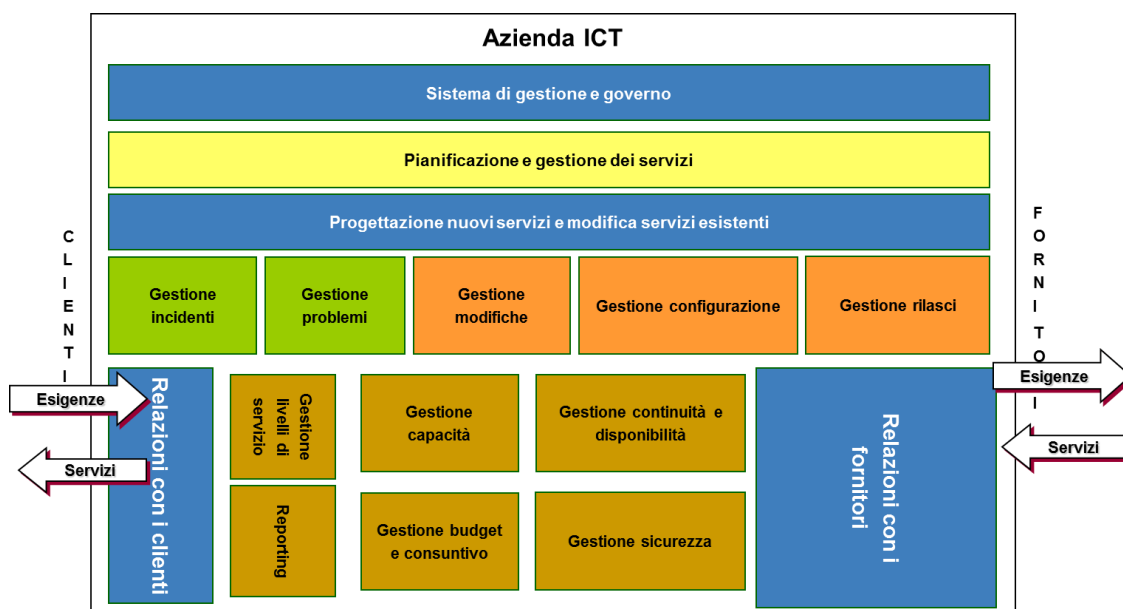 Azienda ICT
Sistema di gestione e governo
Pianificazione e gestione dei servizi
Progettazione nuovi servizi e modifica servizi esistenti
CLIENTI
FORNITORI
Gestione
incidenti
Gestione
problemi
Gestione
modifiche
Gestione configurazione
Gestione rilasci
Esigenze
Servizi
Relazioni con i clienti
Gestione
livelli di
servizio
Reporting
Gestione
capacità
Gestione continuità e
disponibilità
Gestione budget
e consuntivo
Gestione sicurezza
Relazioni con i
fornitori
Esigenze
Servizi